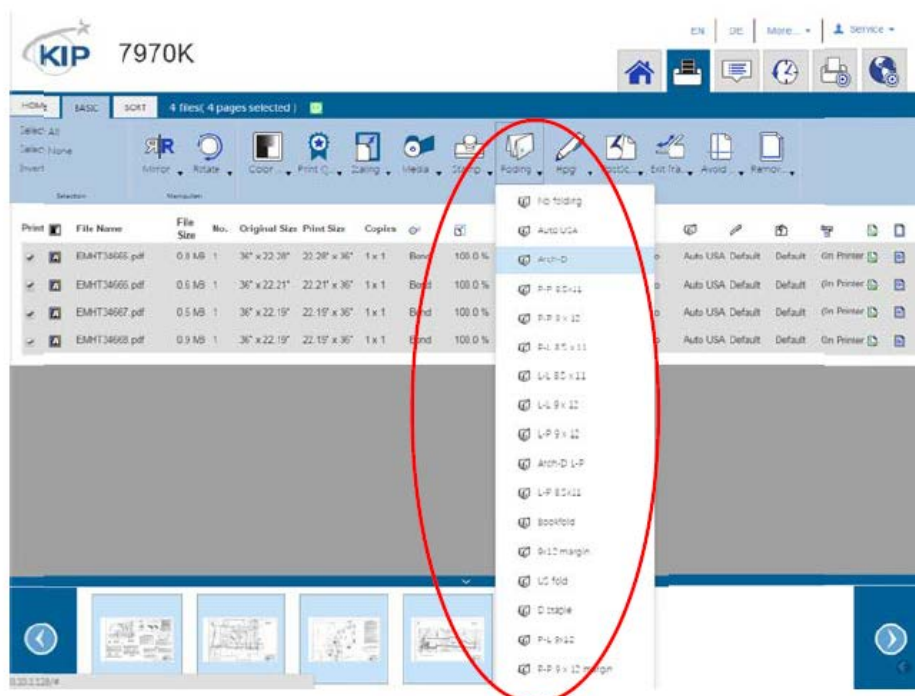 KIP 7970K
EN DE More... Service
HOME BASIC SORT 4 files( 4 pages selected )
Select All
Select None
Invert
Mirror Rotate Color ... Print Q... Scaling Media Stamp Folding Hpgl PostSc... Exit Tra... Avoid ... Remov...
Selection Manipulation
Print File Name File Size No. Original Size Print Size Copies
EMHT34665.pdf 1 36" x 22.28" 22.28" x 36" 1 x 1 Bond 100.0 % Auto USA Default Default On Printer
EMHT34666.pdf 0.6 MB 1 36" x 22.21" 22.21" x 36" 1 x 1 Bond 100.0 % Auto USA Default Default On Printer
EMHT34667.pdf 0.5 MB 1 36" x 22.19" 22.19" x 36" 1 x 1 Bond 100.0 % Auto USA Default Default On Printer
EMHT34668.pdf 0.9 MB 1 36" x 22.19" 22.19" x 36" 1 x 1 Bond 100.0 % Auto USA Default Default On Printer
No folding
Auto USA
Arch-D
P-P 8.5x11
P-P 9 x 12
P-L 8.5 x 11
L-L 8.5 x 11
L-L 9 x 12
L-P 9 x 12
Arch-D L-P
L-P 8.5x11
Bookfold
9x12 margin
US fold
D staple
P-L 9x12
P-P 9 x 12 margin